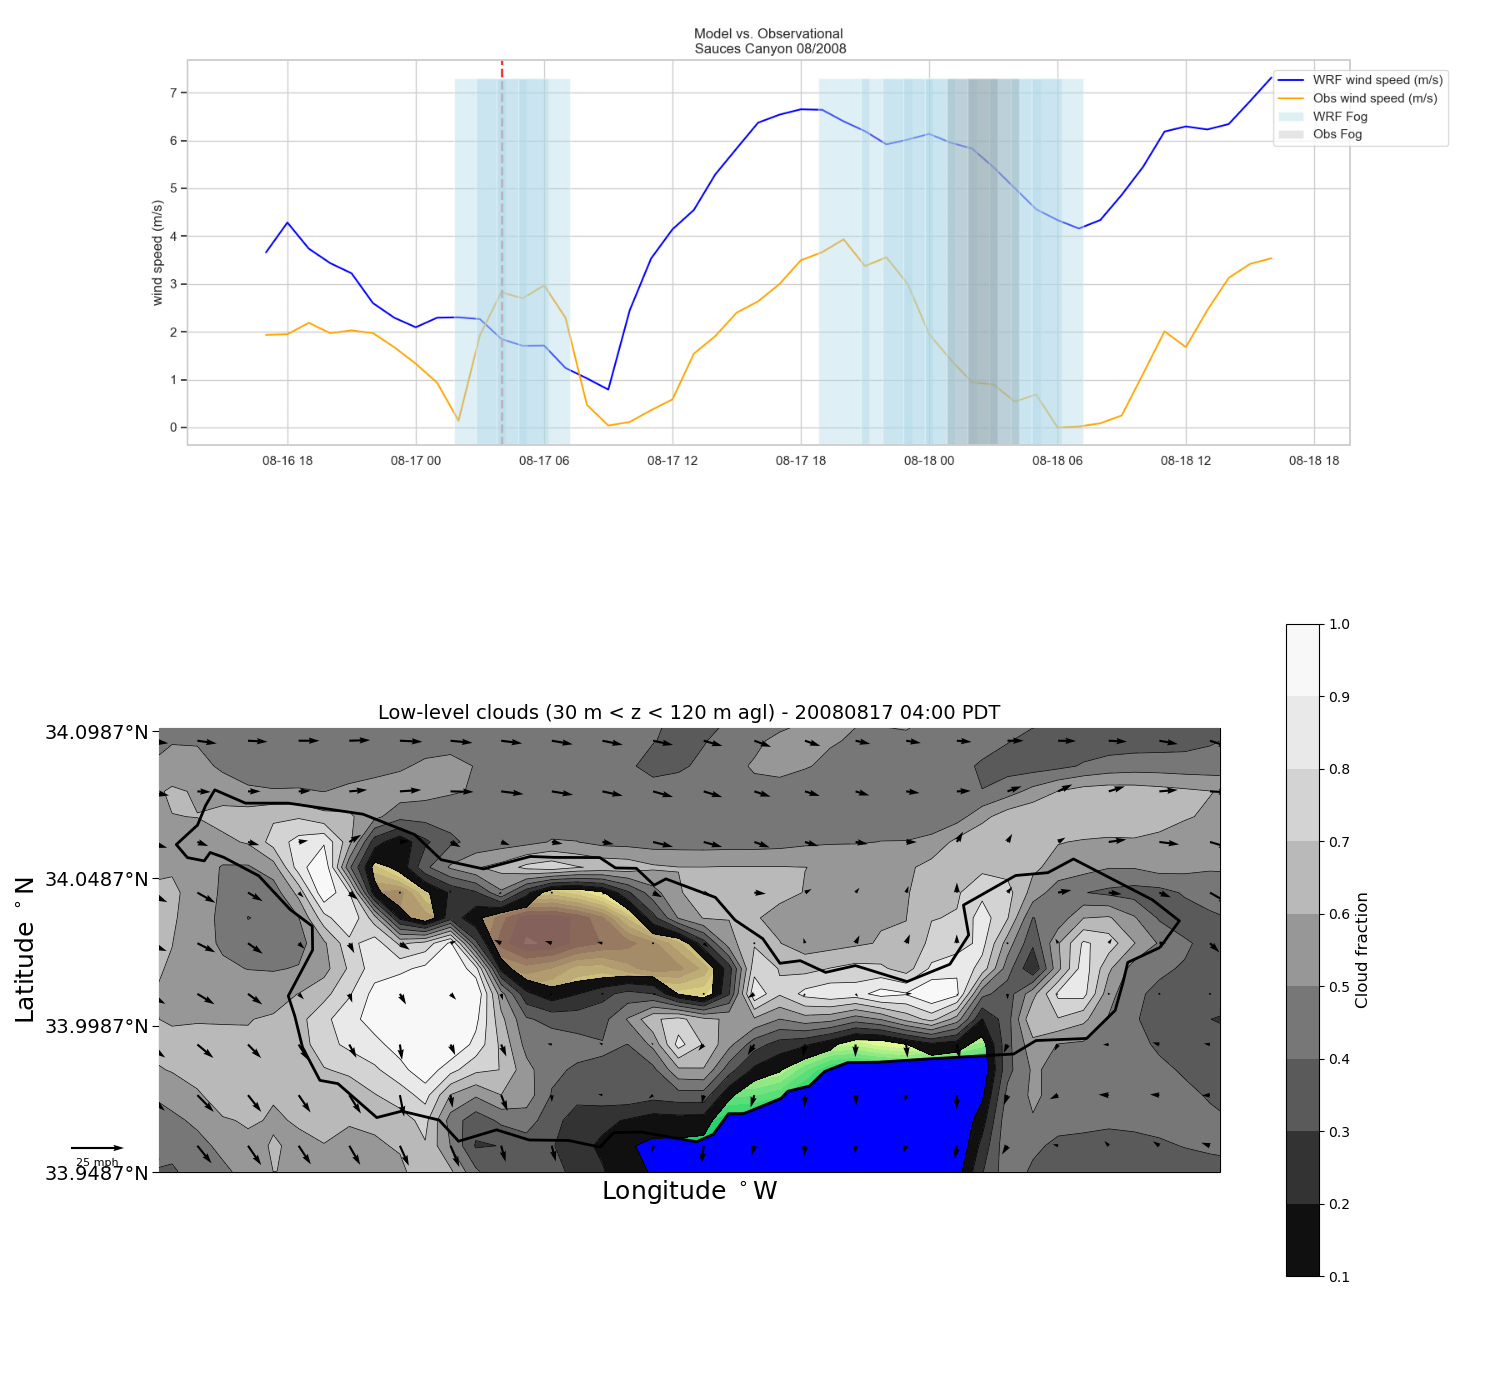 Model vs. Observational
Sauces Canyon 08/2008
WRF wind speed (m/s)
Obs wind speed (m/s)
WRF Fog
Obs Fog
wind speed (m/s)
7
6
5
4
3
2
1
0
08-16 18
08-17 00
08-17 06
08-17 12
08-17 18
08-18 00
08-18 06
08-18 12
08-18 18
Low-level clouds (30 m < z < 120 m agl) - 20080817 04:00 PDT
34.0987°N
34.0487°N
33.9987°N
33.9487°N
Latitude °N
25 mph
Longitude °W
1.0
0.9
0.8
0.7
0.6
0.5
0.4
0.3
0.2
0.1
Cloud fraction